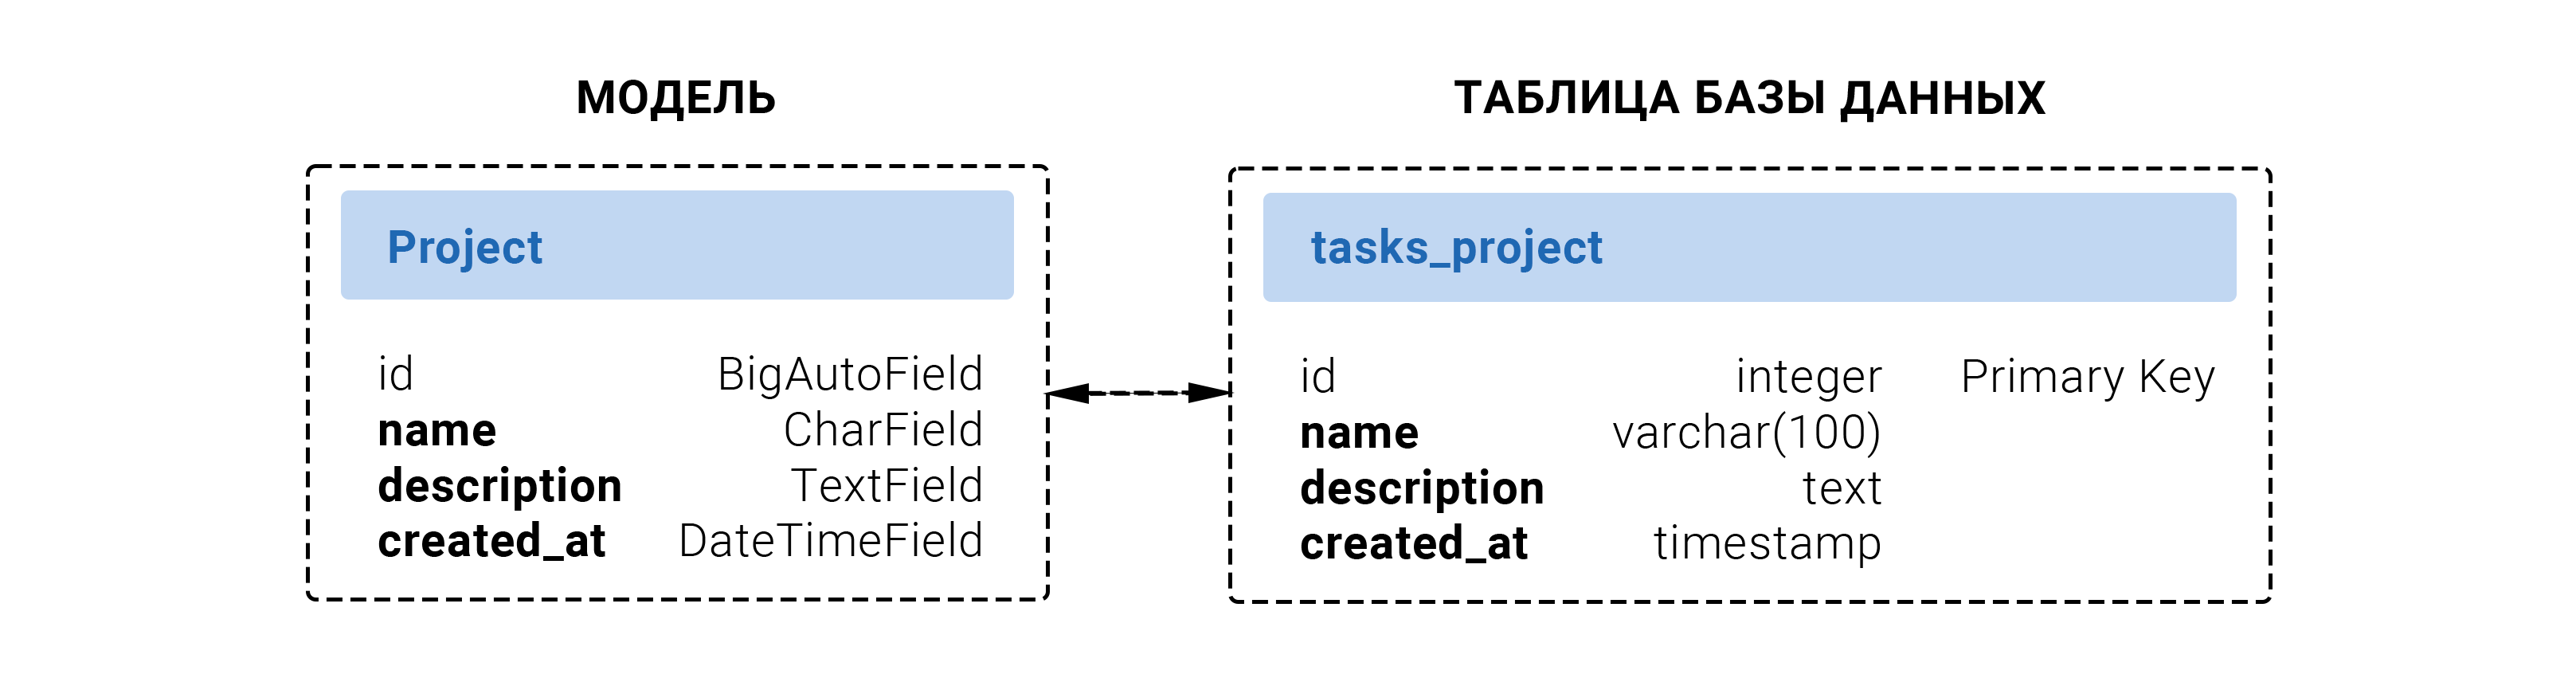 МОДЕЛЬ
Project
id BigAutoField
name CharField
description TextField
created_at DateTimeField
ТАБЛИЦА БАЗЫ ДАННЫХ
tasks_project
id integer Primary Key
name varchar(100)
description text
created_at timestamp